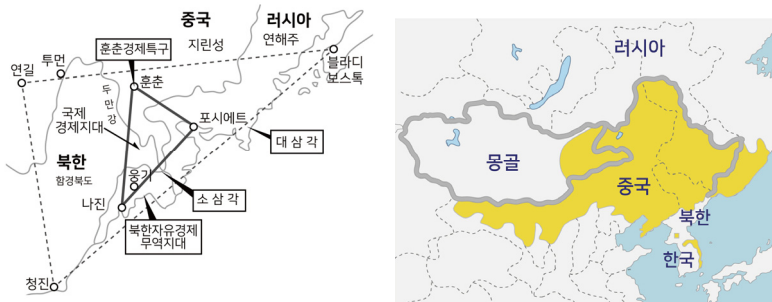 중국
러시아
지린성
연해주
훈춘경제특구
블라디
보스톡
연길
투먼
훈춘
두만강
국제
경제지대
포시에트
대 삼 각
북한
함경북도
웅기
소 삼 각
나진
북한자유경제
무역지대
청진
러시아
몽골
중국
북한
한국